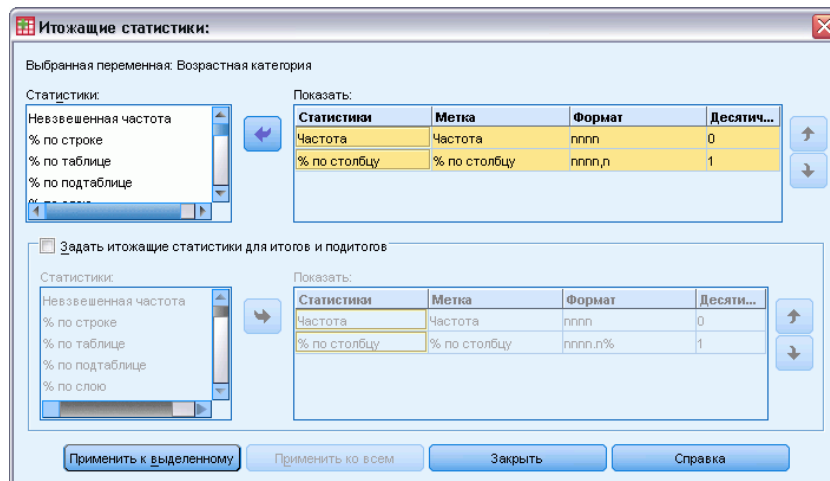 Итожащие статистики:
Выбранная переменная: Возрастная категория
Статистики:
Показать:
Невзвешенная частота
% по строке
% по таблице
% по подтаблице
% по слою
Статистики Метка Формат Десятич...
Частота Частота nnnn 0
% по столбцу % по столбцу nnnn,n 1
Задать итожащие статистики для итогов и подитогов
Статистики:
Показать:
Невзвешенная частота
% по строке
% по таблице
% по подтаблице
% по слою
Статистики Метка Формат Десяти...
Частота Частота nnnn 0
% по столбцу % по столбцу nnnn.n% 1
Применить к выделенному Применить ко всем Закрыть Справка